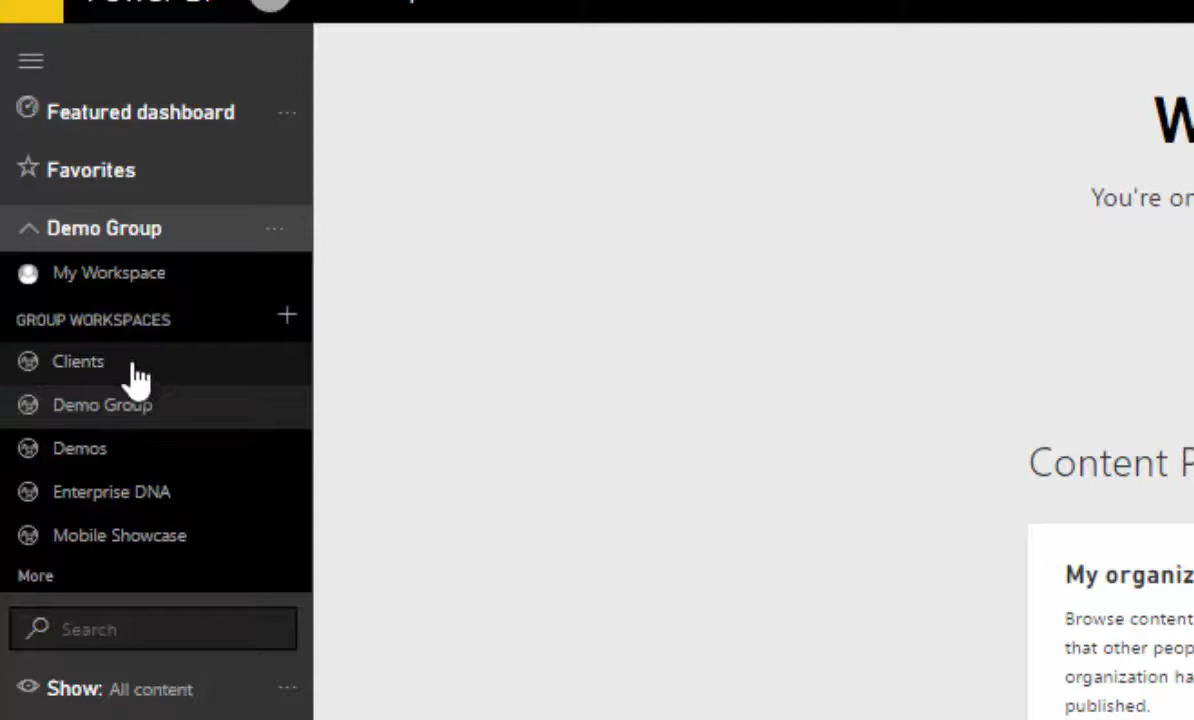 Featured dashboard
Favorites
Demo Group
My Workspace
GROUP WORKSPACES
Clients
Demo Group
Demos
Enterprise DNA
Mobile Showcase
More
Search
Show: All content
W
You're or
Content P
My organiz
Browse content
that other peop
organization ha
published.